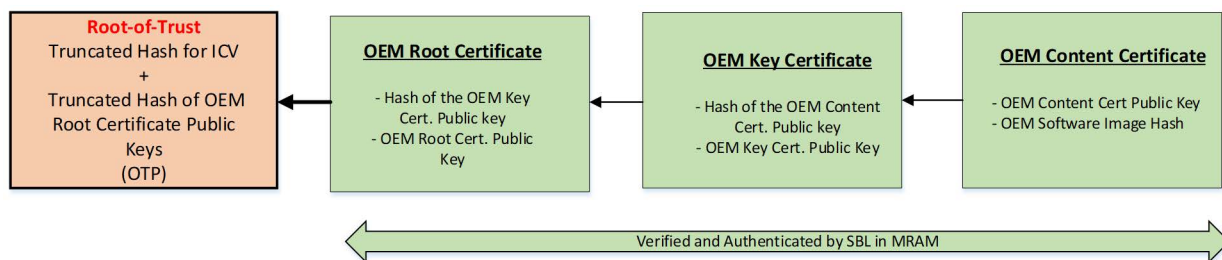 Root-of-Trust
Truncated Hash for ICV
+
Truncated Hash of OEM
Root Certificate Public
Keys
(OTP)
OEM Root Certificate
- Hash of the OEM Key
Cert. Public key
- OEM Root Cert. Public
Key
OEM Key Certificate
- Hash of the OEM Content
Cert. Public key
- OEM Key Cert. Public Key
OEM Content Certificate
- OEM Content Cert Public Key
- OEM Software Image Hash
Verified and Authenticated by SBL in MRAM